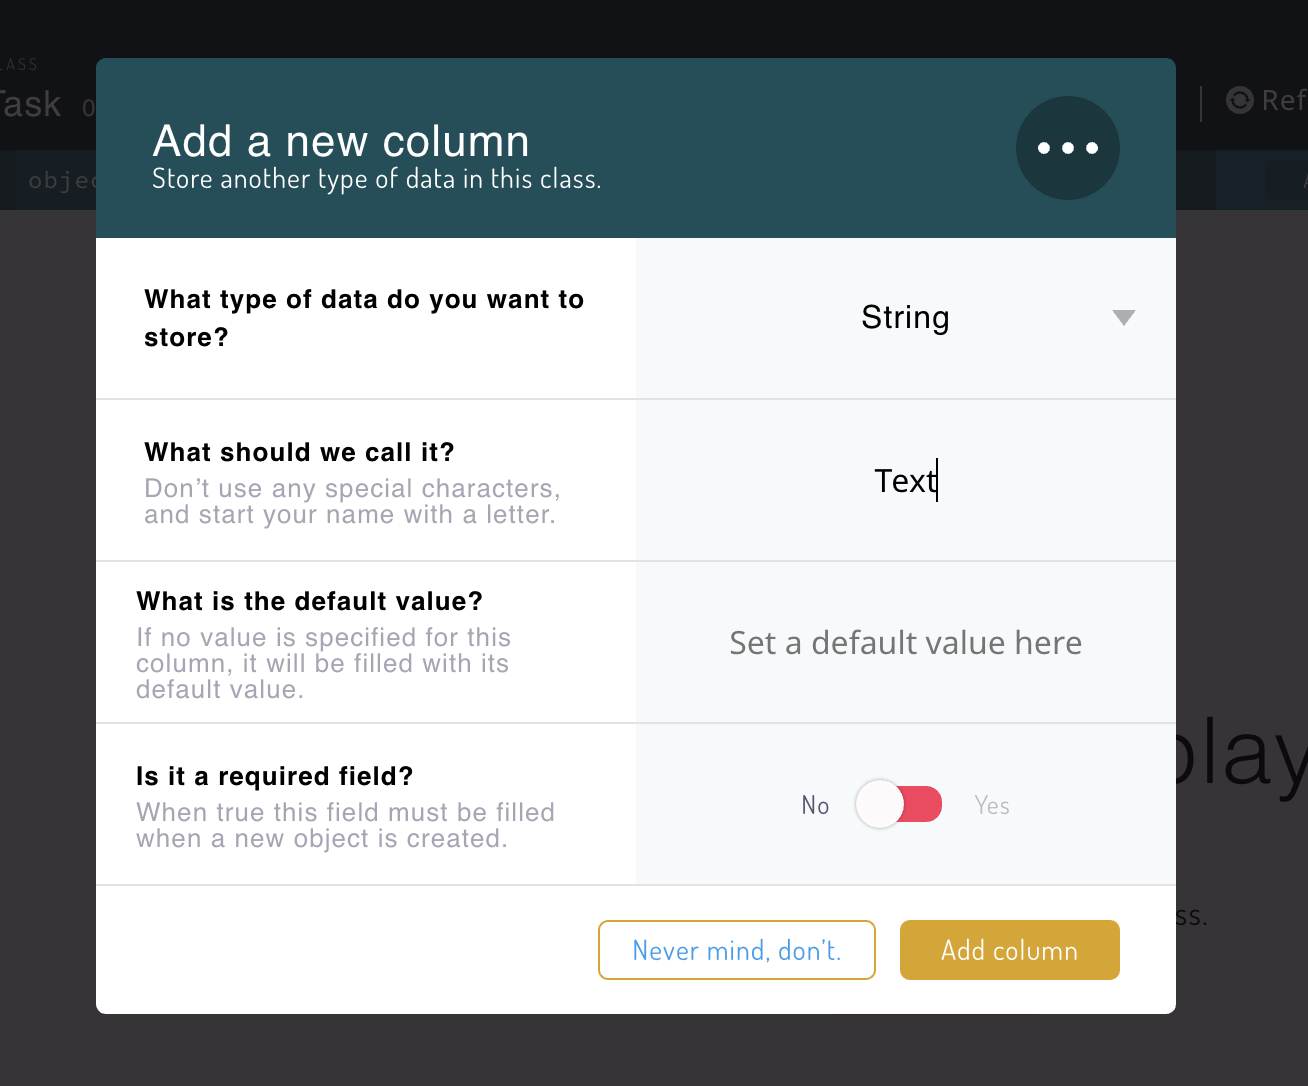 LASS
Task 0
Ref
objec
Add a new column
Store another type of data in this class.
What type of data do you want to
store?
String
What should we call it?
Don’t use any special characters,
and start your name with a letter.
Text
What is the default value?
If no value is specified for this
column, it will be filled with its
default value.
Set a default value here
Is it a required field?
When true this field must be filled
when a new object is created.
No
Yes
play
ss.
Never mind, don’t.
Add column